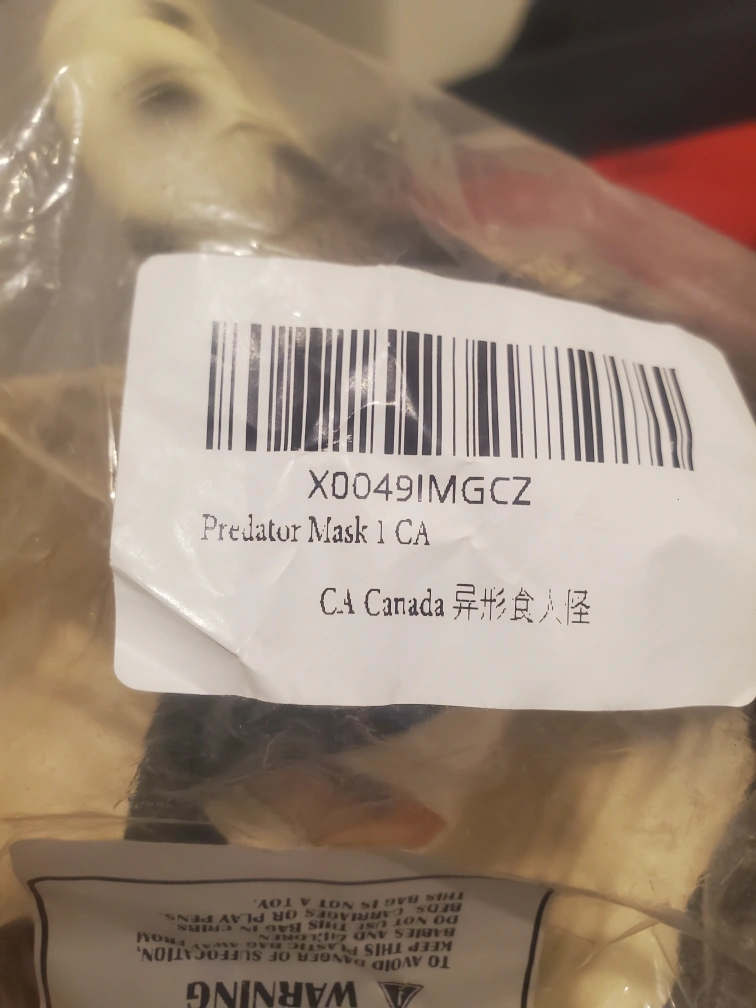 X0049IMGCZ
Predator Mask 1 CA
CA Canada 异形食人怪
WARNING
TO AVOID DANGER OF SUFFOCATION,
KEEP THIS PLASTIC BAG AWAY FROM
BABIES AND CHILDREN.
DO NOT USE THIS BAG IN CRIBS,
BEDS, CARRIAGES OR PLAY PENS.
THIS BAG IS NOT A TOY.